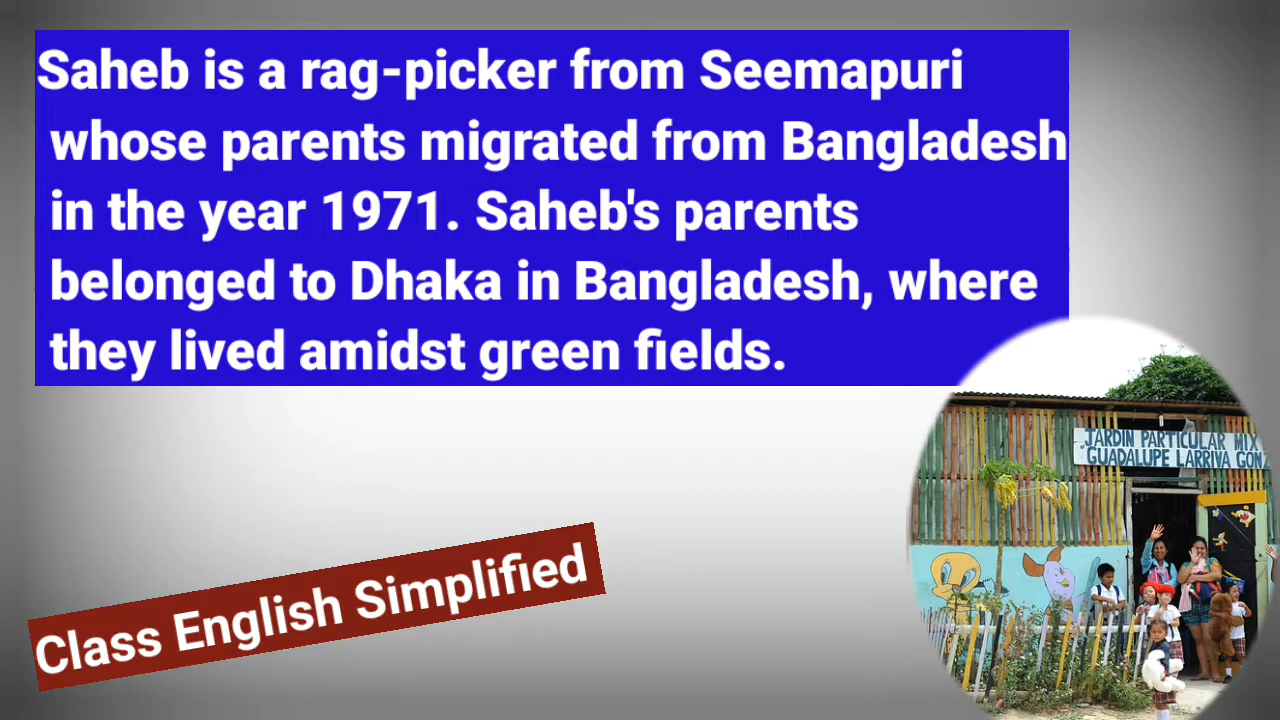 Saheb is a rag-picker from Seemapuri
whose parents migrated from Bangladesh
in the year 1971. Saheb's parents
belonged to Dhaka in Bangladesh, where
they lived amidst green fields.
JARDIN PARTICULAR MIX
GUADALUPE LARRIVA GON
Class English Simplified